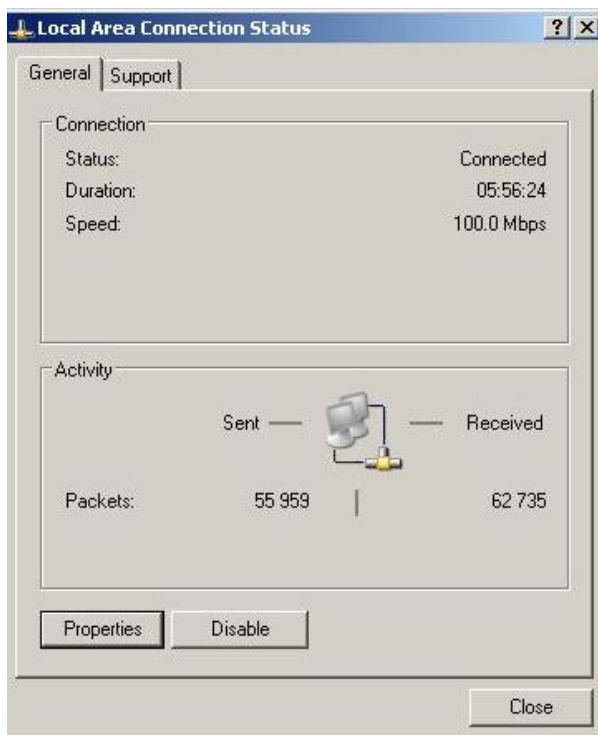 Local Area Connection Status
General Support
Connection
Status: Connected
Duration: 05:56:24
Speed: 100.0 Mbps
Activity
Sent Received
Packets: 55 959 62 735
Properties Disable
Close